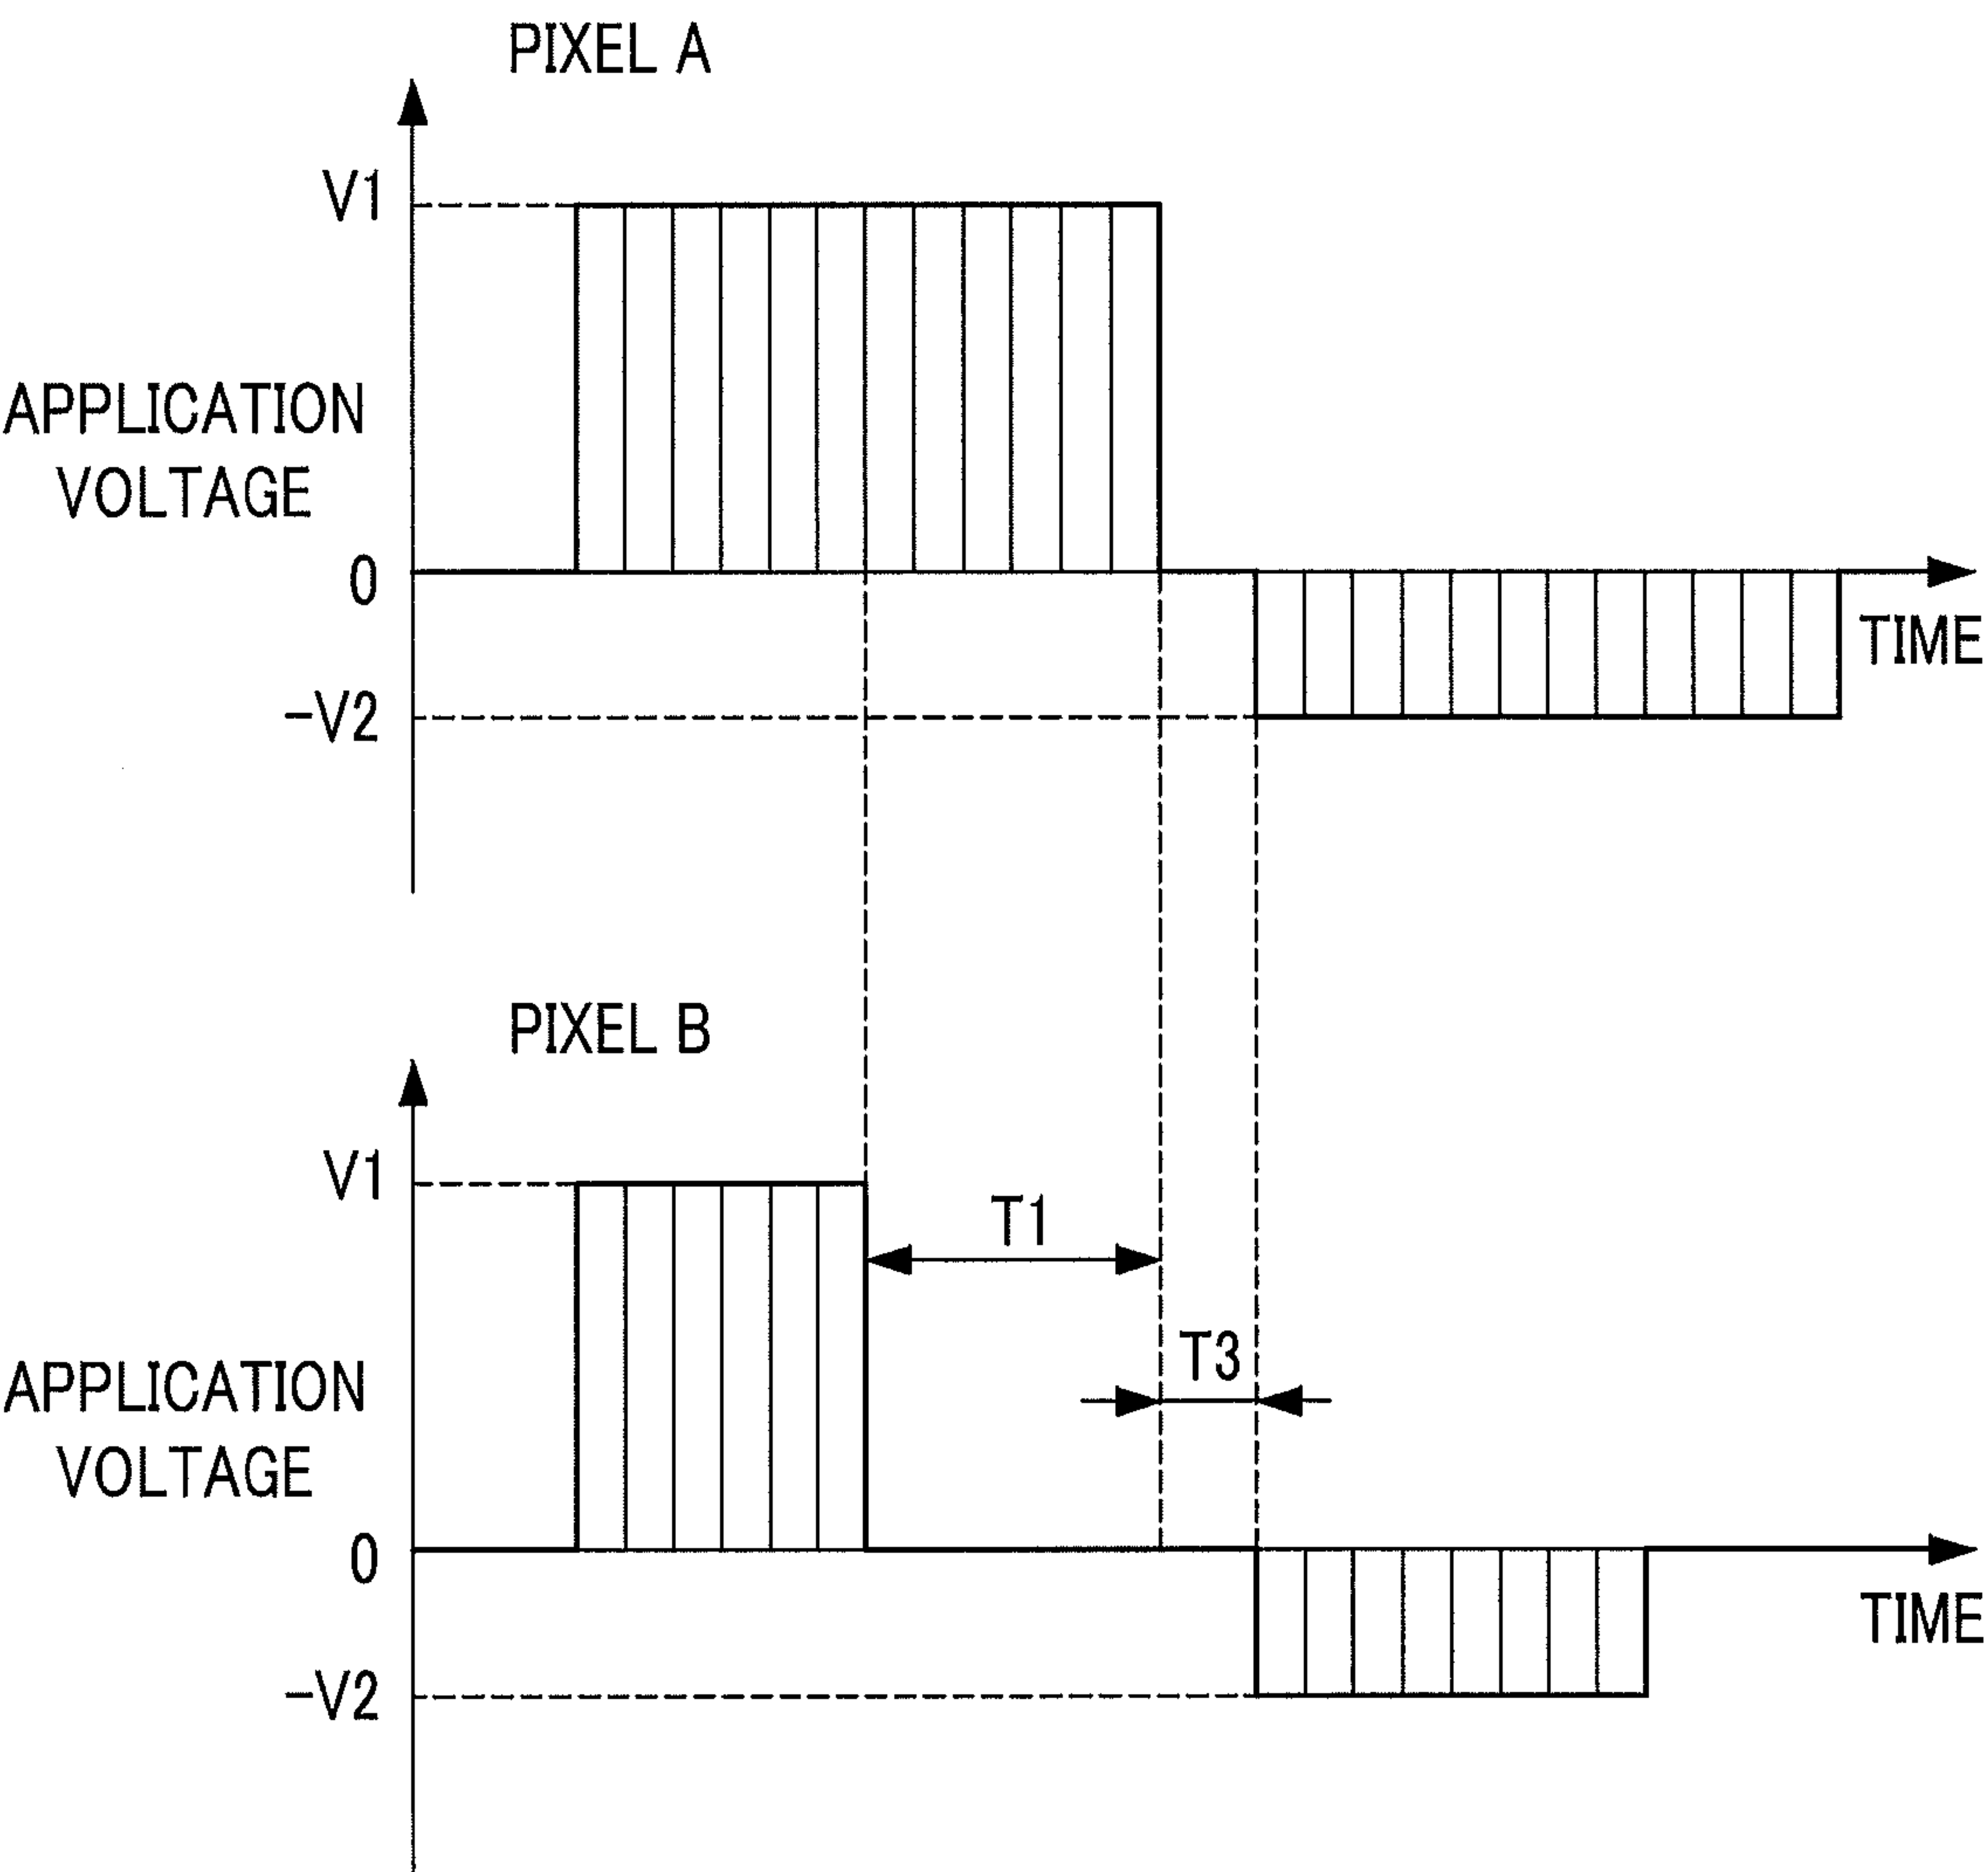 PIXEL A
V1
APPLICATION
VOLTAGE
0
TIME
-V2
PIXEL B
V1
T1
T3
APPLICATION
VOLTAGE
0
TIME
-V2